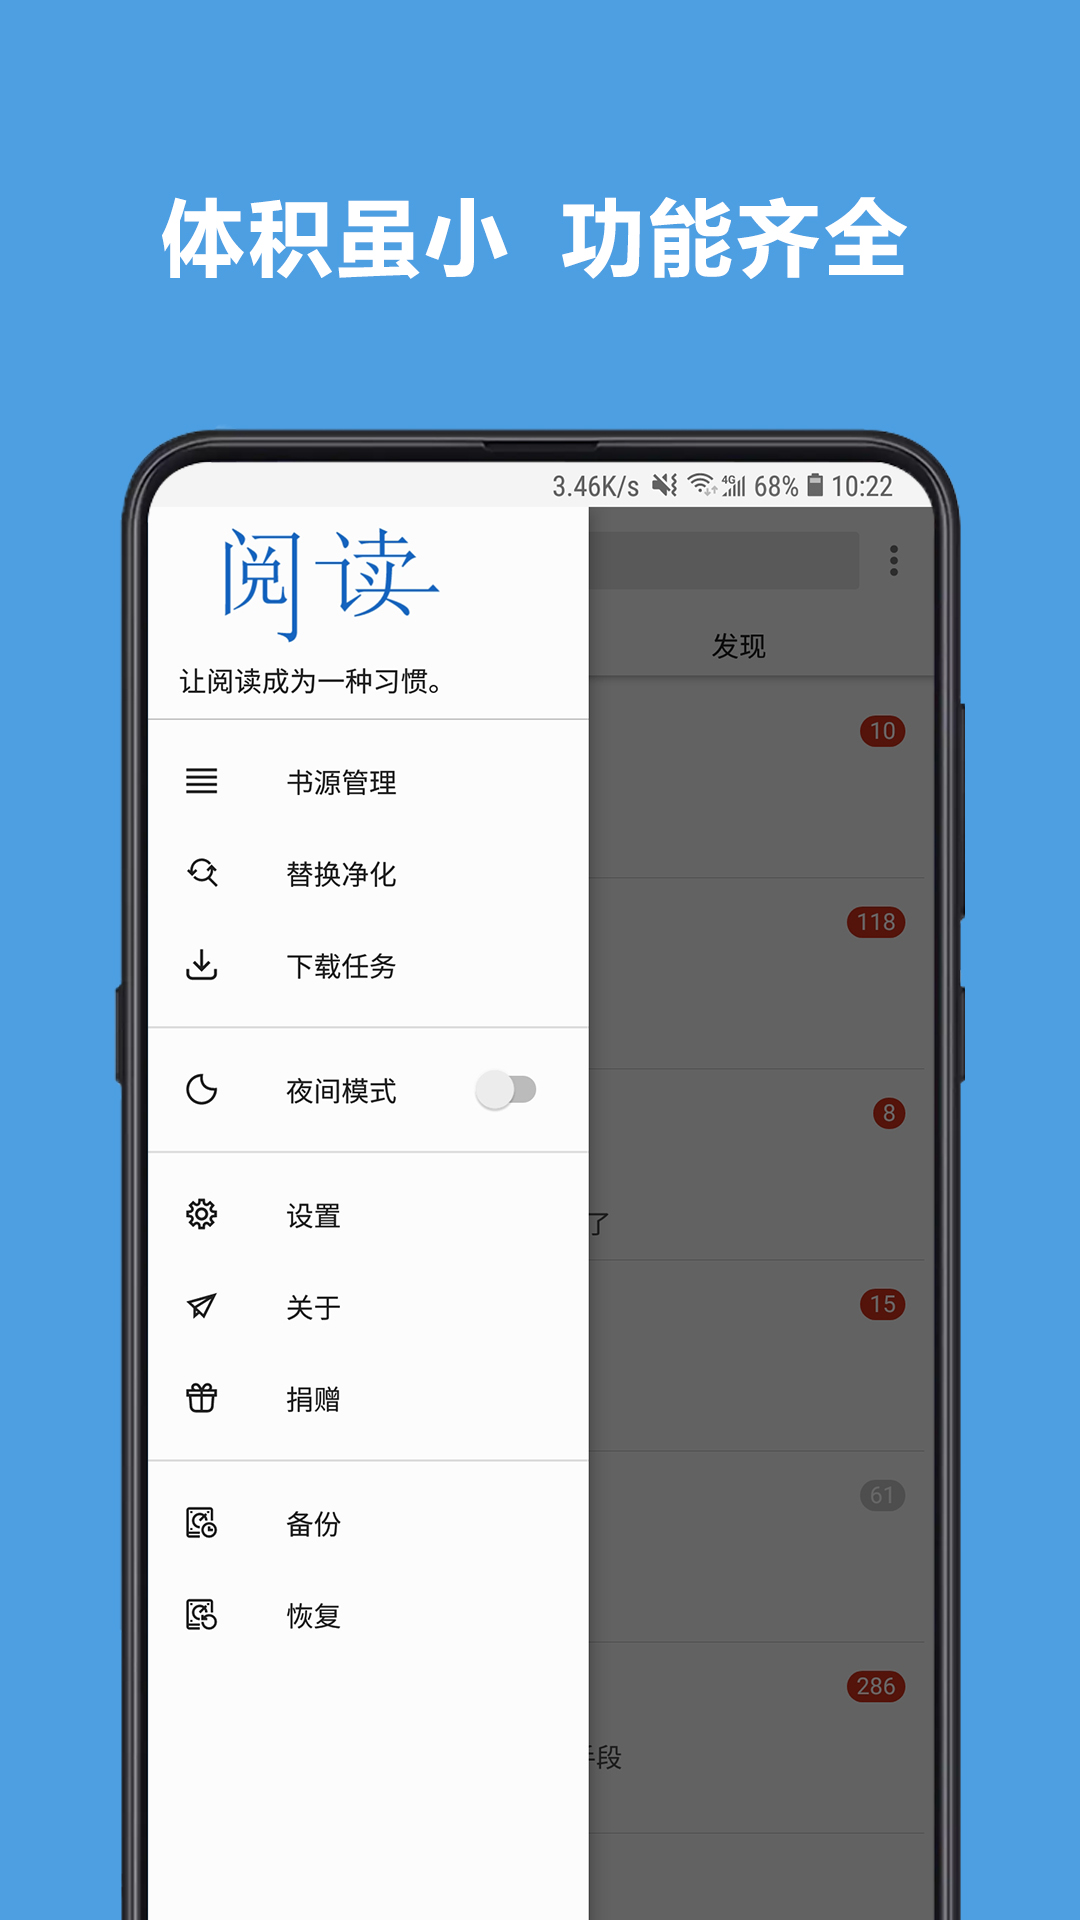 体积虽小 功能齐全
3.46K/s 4G 68% 10:22
阅读
让阅读成为一种习惯。
书源管理
替换净化
下载任务
夜间模式
设置
关于
捐赠
备份
恢复
发现
10
118
8
了
15
61
286
手段